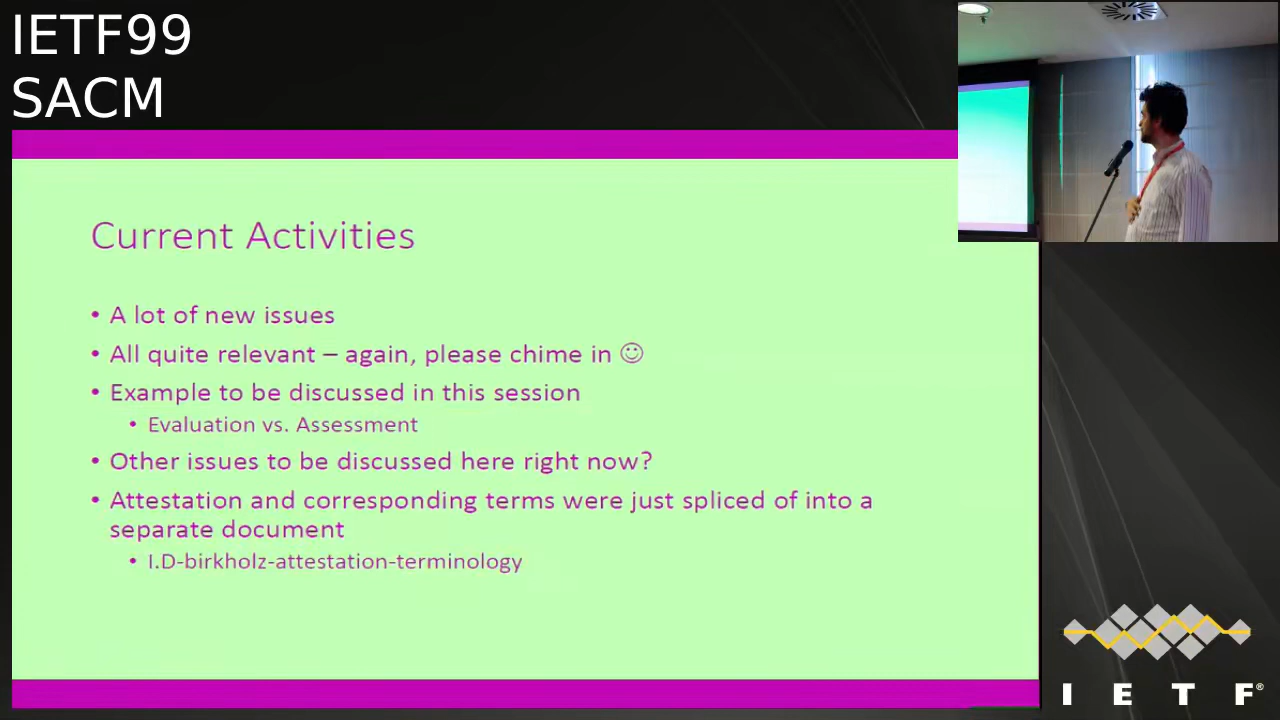 IETF99
SACM
Current Activities
• A lot of new issues
• All quite relevant – again, please chime in ☺
• Example to be discussed in this session
• Evaluation vs. Assessment
• Other issues to be discussed here right now?
• Attestation and corresponding terms were just spliced of into a
separate document
• I.D-birkholz-attestation-terminology
I E T F®